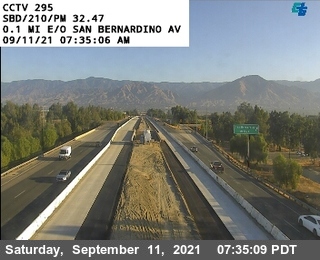 CCTV 295
SBD/210/PM 32.47
0.1 MI E/O SAN BERNARDINO AV
09/11/21 07:35:06 AM
Saturday, September 11, 2021 07:35:09 PDT